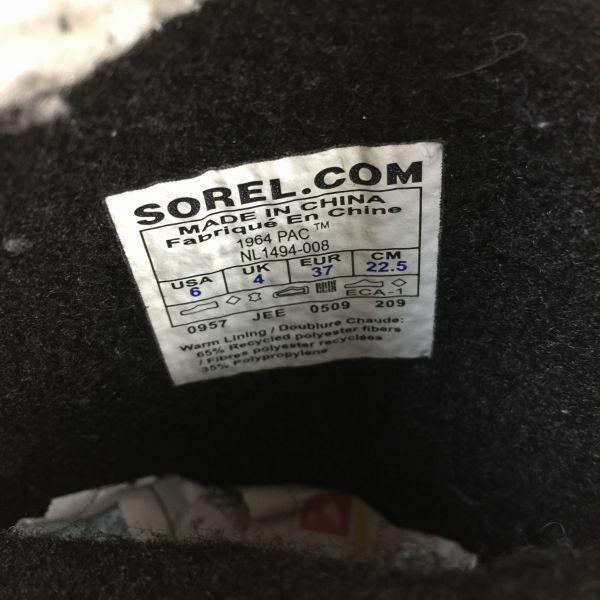 SOREL.COM
MADE IN CHINA
Fabriqué En Chine
1964 PAC ™
NL1494-008
USA UK EUR CM
6 4 37 22.5
ECA-1
0957 JEE 0509 209
Warm Lining / Doublure Chaude:
65% Recycled polyester fibers
/ Fibres polyester recyclées
35% Polypropylene